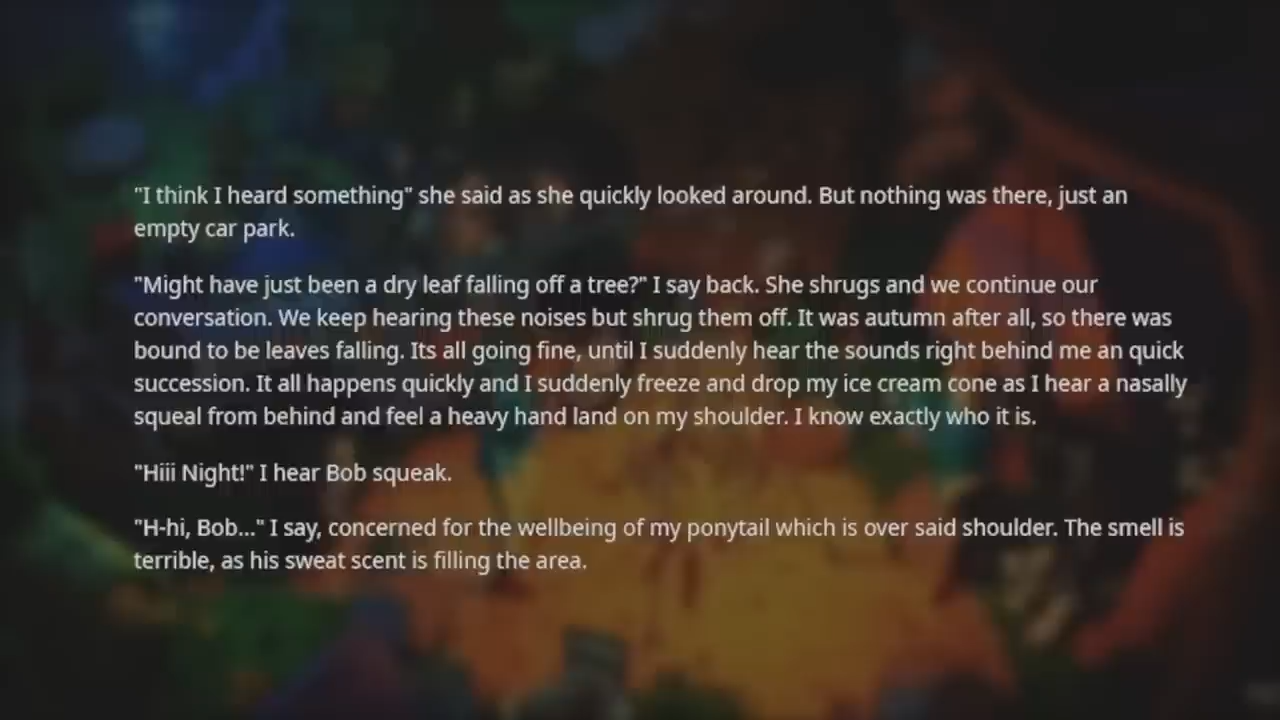 "I think I heard something" she said as she quickly looked around. But nothing was there, just an
empty car park.
"Might have just been a dry leaf falling off a tree?" I say back. She shrugs and we continue our
conversation. We keep hearing these noises but shrug them off. It was autumn after all, so there was
bound to be leaves falling. Its all going fine, until I suddenly hear the sounds right behind me an quick
succession. It all happens quickly and I suddenly freeze and drop my ice cream cone as I hear a nasally
squeal from behind and feel a heavy hand land on my shoulder. I know exactly who it is.
"Hiii Night!" I hear Bob squeak.
"H-hi, Bob..." I say, concerned for the wellbeing of my ponytail which is over said shoulder. The smell is
terrible, as his sweat scent is filling the area.